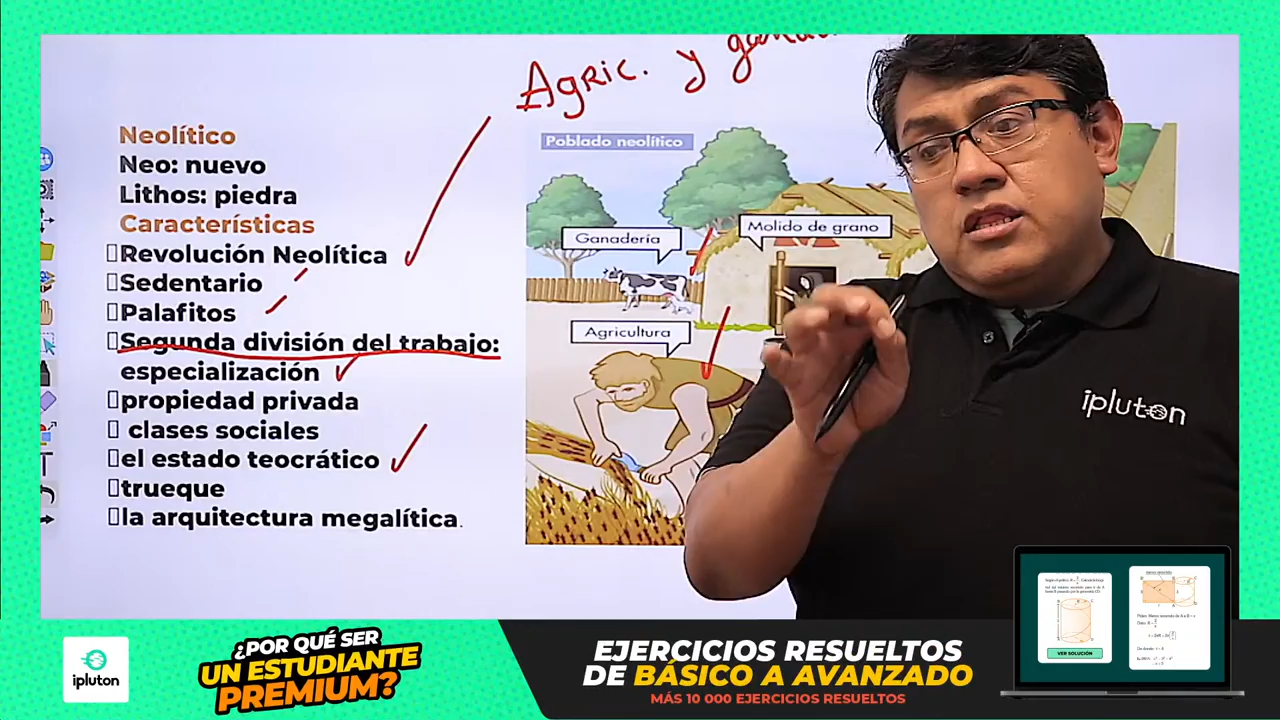 Agric. y
Neolítico
Neo: nuevo
Lithos: piedra
Características
Revolución Neolítica
Sedentario
Palafitos
Segunda división del trabajo:
especialización
propiedad privada
clases sociales
el estado teocrático
trueque
la arquitectura megalítica.
Poblado neolítico
Ganadería
Molido de grano
Agricultura
ipluton
ipluton
¿POR QUÉ SER
UN ESTUDIANTE
PREMIUM?
EJERCICIOS RESUELTOS
DE BÁSICO A AVANZADO
MÁS 10 000 EJERCICIOS RESUELTOS
VER SOLUCIÓN